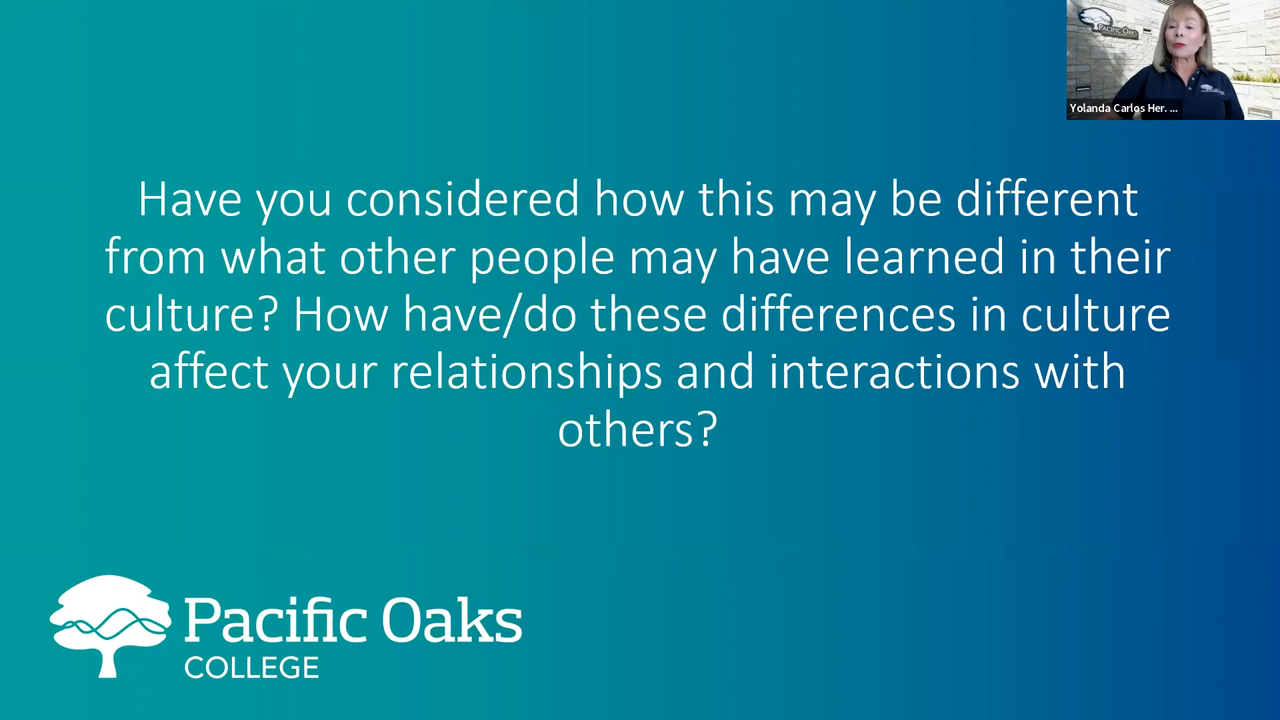 PACIFIC OAKS
Yolanda Carlos Her. ...
Have you considered how this may be different
from what other people may have learned in their
culture? How have/do these differences in culture
affect your relationships and interactions with
others?
Pacific Oaks
COLLEGE